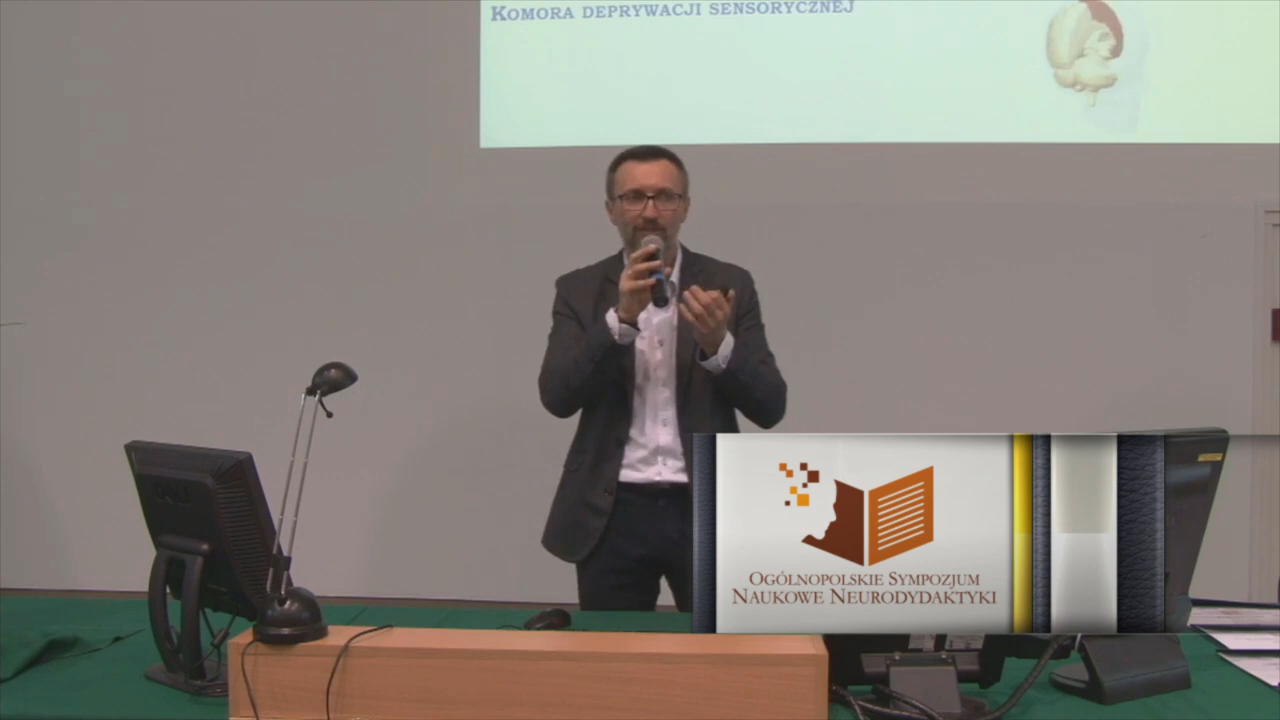 KOMORA DEPRYWACJI SENSORYCZNEJ
OGÓLNOPOLSKIE SYMPOZJUM
NAUKOWE NEURODYDAKTYKI